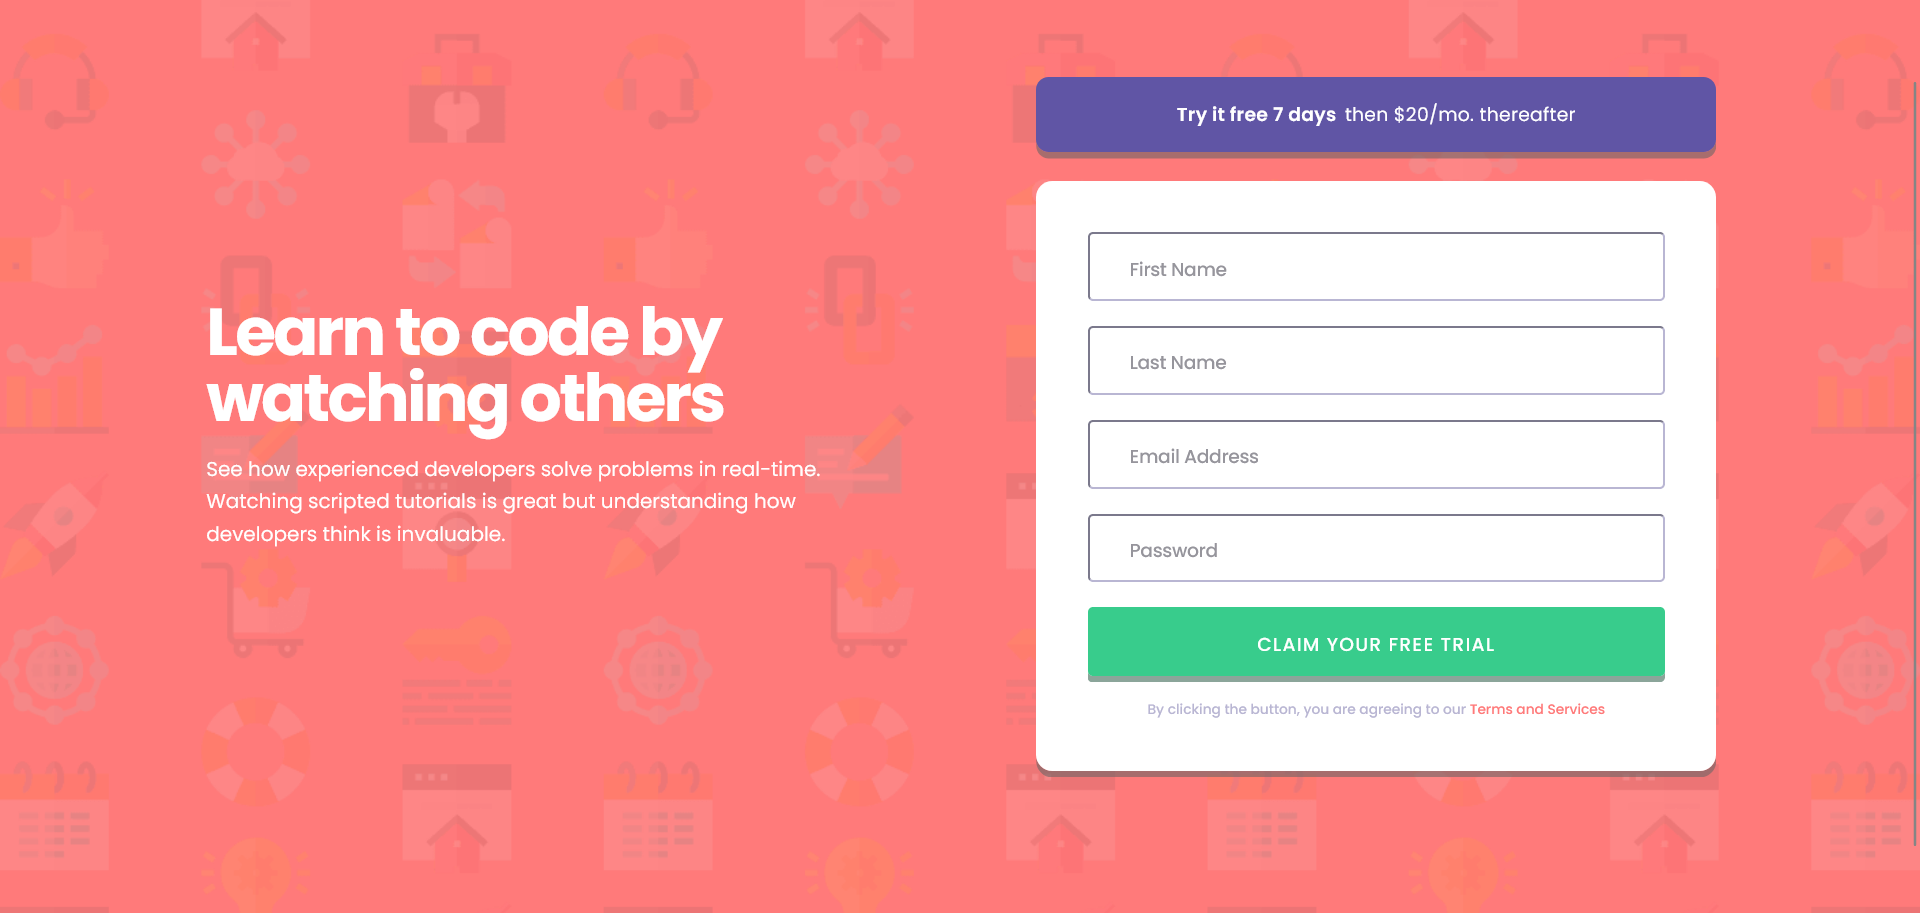 Learn to code by
watching others
See how experienced developers solve problems in real-time.
Watching scripted tutorials is great but understanding how
developers think is invaluable.
Try it free 7 days then $20/mo. thereafter
First Name
Last Name
Email Address
Password
CLAIM YOUR FREE TRIAL
By clicking the button, you are agreeing to our Terms and Services